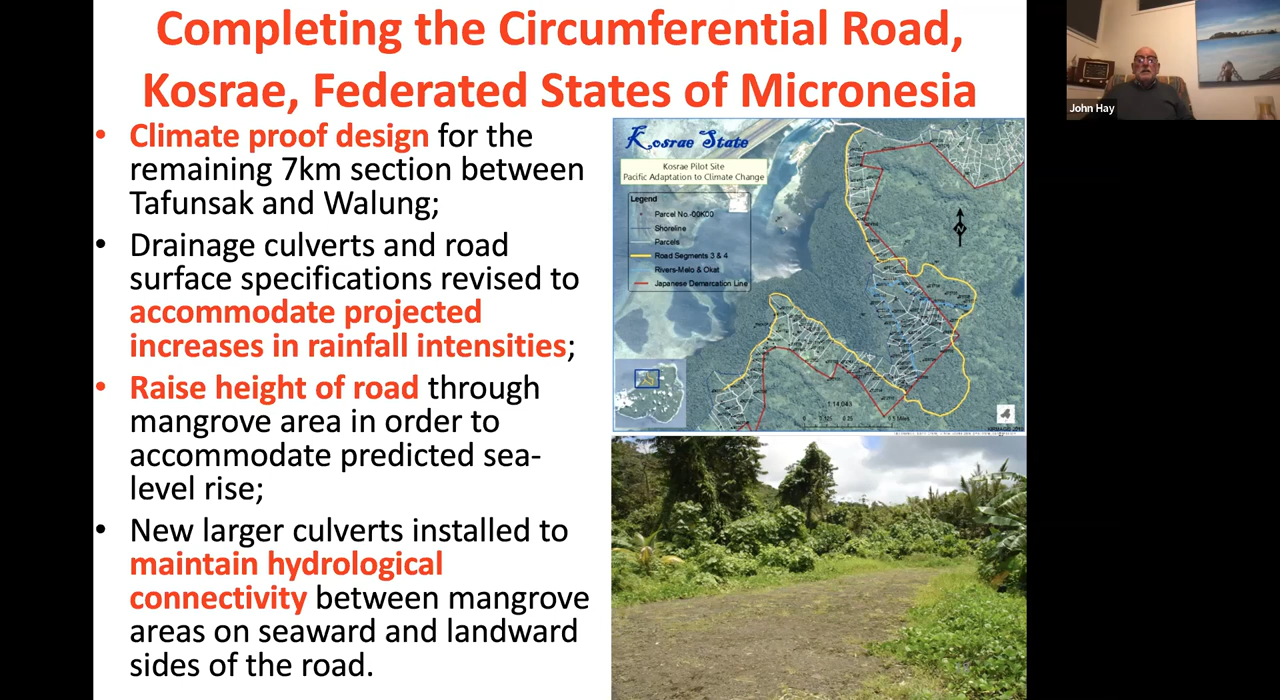 Completing the Circumferential Road,
Kosrae, Federated States of Micronesia
• Climate proof design for the
remaining 7km section between
Tafunsak and Walung;
• Drainage culverts and road
surface specifications revised to
accommodate projected
increases in rainfall intensities;
• Raise height of road through
mangrove area in order to
accommodate predicted sea-
level rise;
• New larger culverts installed to
maintain hydrological
connectivity between mangrove
areas on seaward and landward
sides of the road.
Kosrae State
Kosrae Pilot Site
Pacific Adaptation to Climate Change
Legend
Parcel No.-00K00
Shoreline
Parcels
Road Segments 3 & 4
Rivers-Melo & Okat
Japanese Demarcation Line
N
John Hay